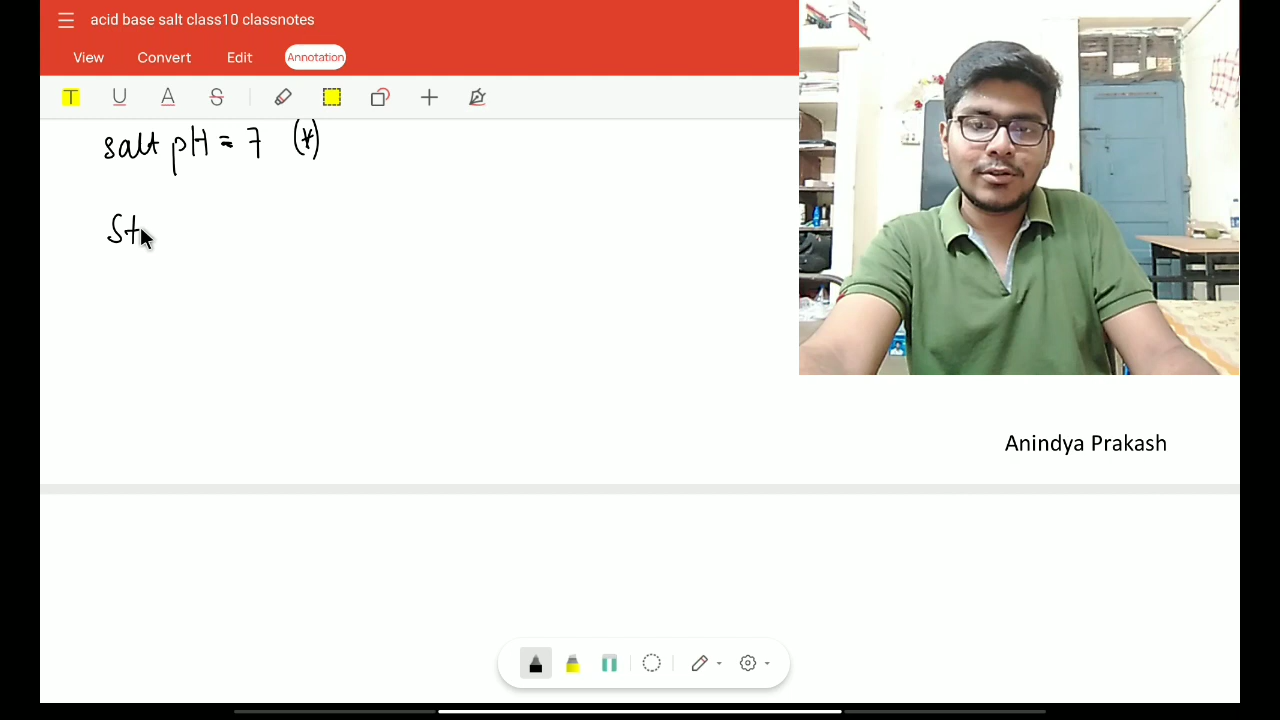 acid base salt class10 classnotes
View Convert Edit Annotation
T U A S
salt pH = 7 (*)
St
Anindya Prakash